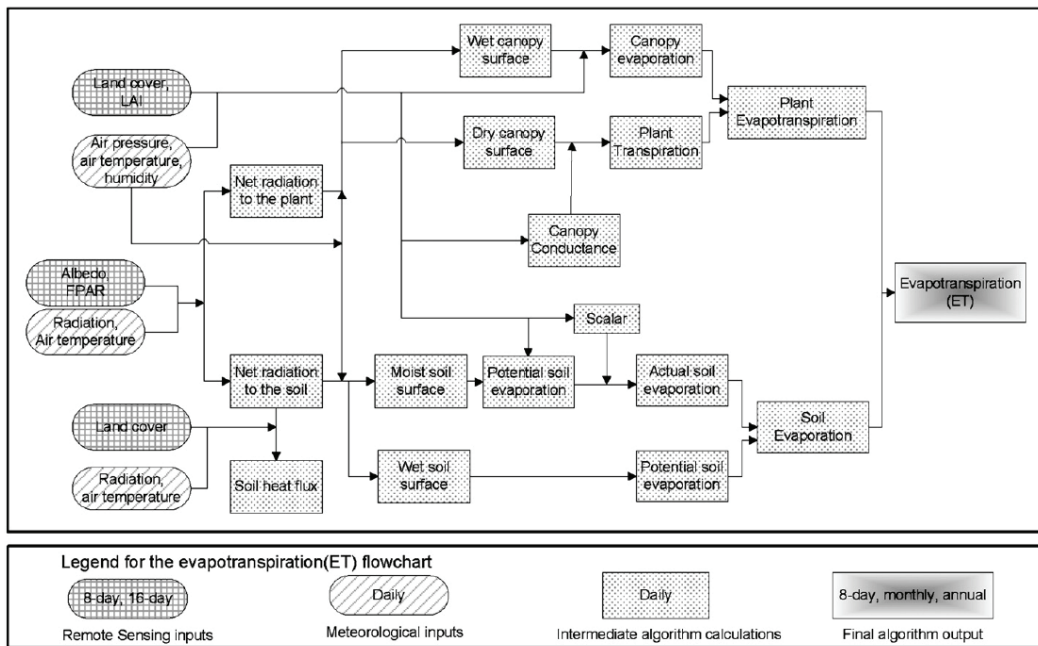 Wet canopy
surface
Canopy
evaporation
Land cover,
LAI
Plant
Evapotranspiration
Air pressure,
air temperature,
humidity
Dry canopy
surface
Plant
Transpiration
Net radiation
to the plant
Canopy
Conductance
Albedo,
FPAR
Evapotranspiration
(ET)
Radiation,
Air temperature
Scalar
Net radiation
to the soil
Moist soil
surface
Potential soil
evaporation
Actual soil
evaporation
Land cover
Soil
Evaporation
Radiation,
air temperature
Soil heat flux
Wet soil
surface
Potential soil
evaporation
Legend for the evapotranspiration(ET) flowchart
8-day, 16-day
Daily
Daily
8-day, monthly, annual
Remote Sensing inputs
Meteorological inputs
Intermediate algorithm calculations
Final algorithm output